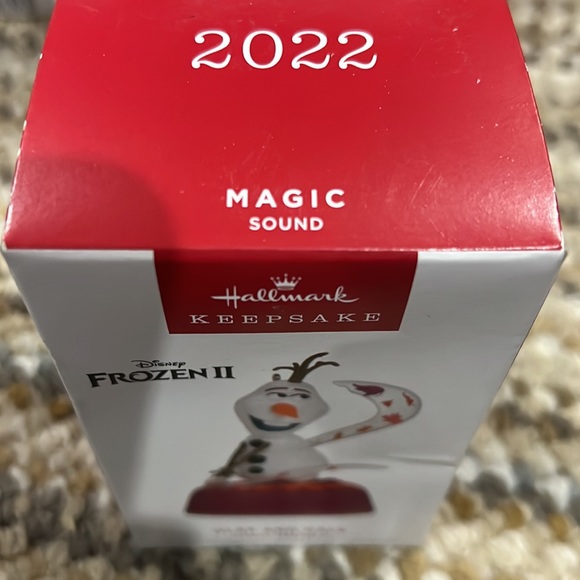 2022
MAGIC
SOUND
Hallmark
KEEPSAKE
Disney
FROZEN II